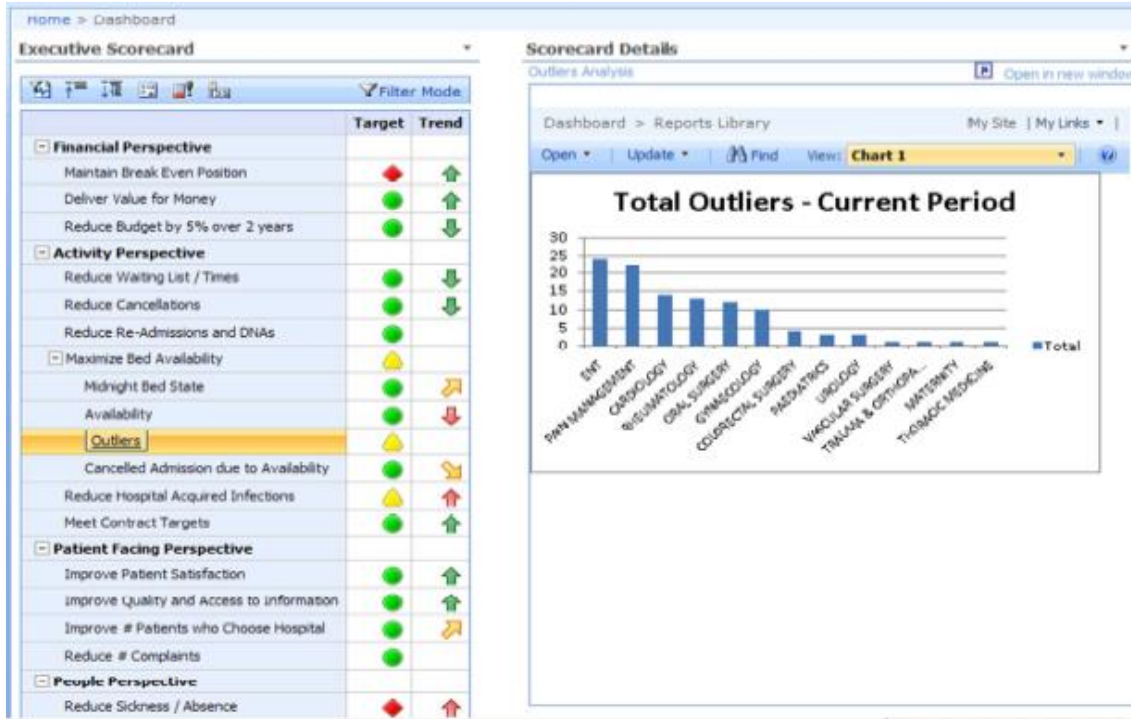 Home > Dashboard
Executive Scorecard
Filter Mode
Target Trend
Financial Perspective
Maintain Break Even Position
Deliver Value for Money
Reduce Budget by 5% over 2 years
Activity Perspective
Reduce Waiting List / Times
Reduce Cancellations
Reduce Re-Admissions and DNAs
Maximize Bed Availability
Midnight Bed State
Availability
Outliers
Cancelled Admission due to Availability
Reduce Hospital Acquired Infections
Meet Contract Targets
Patient Facing Perspective
Improve Patient Satisfaction
Improve Quality and Access to Information
Improve # Patients who Choose Hospital
Reduce # Complaints
People Perspective
Reduce Sickness / Absence
Scorecard Details
Outliers Analysis
Open in new window
Dashboard > Reports Library
My Site | My Links |
Open | Update | Find View: Chart 1
Total Outliers - Current Period
30
25
20
15
10
5
0
ENT
PAIN MANAGEMENT
CARDIOLOGY
RHEUMATOLOGY
ORAL SURGERY
GYNAECOLOGY
COLORECTAL SURGERY
PAEDIATRICS
UROLOGY
VASCULAR SURGERY
TRAUMA & ORTHOPA...
MATERNITY
THORACIC MEDICINE
Total